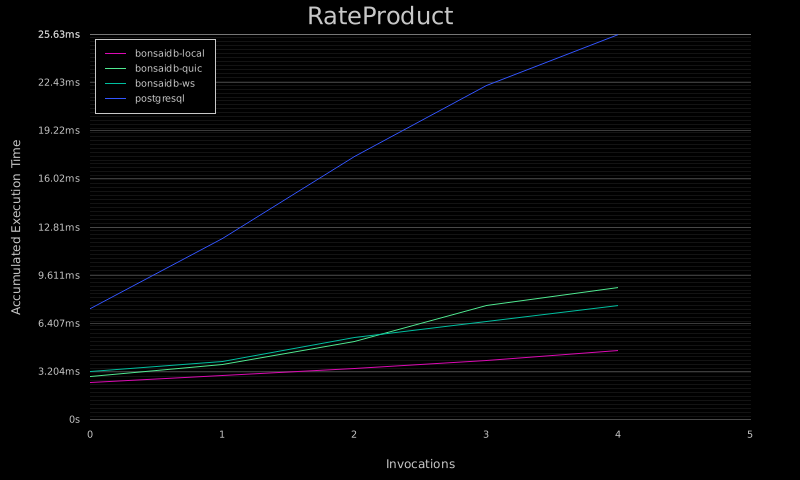 RateProduct
25.63ms
22.43ms
19.22ms
16.02ms
12.81ms
9.611ms
6.407ms
3.204ms
0s
bonsaidb-local
bonsaidb-quic
bonsaidb-ws
postgresql
Accumulated Execution Time
0 1 2 3 4 5
Invocations